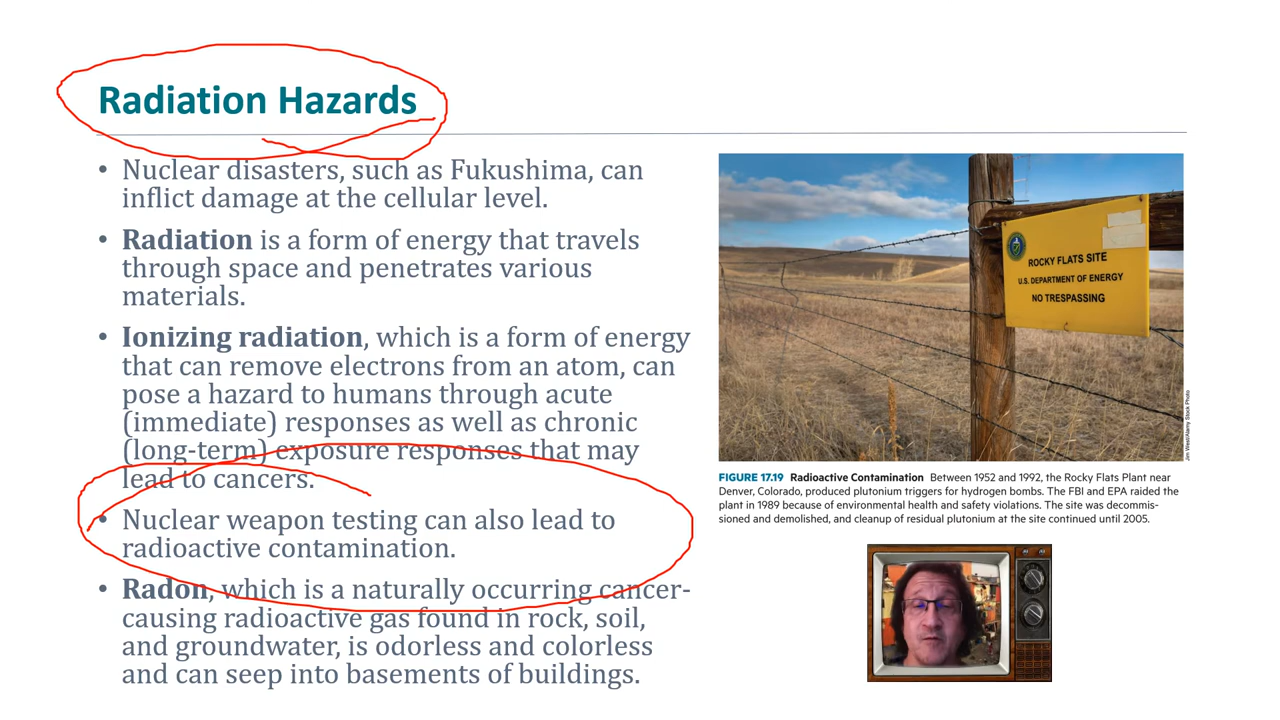 Radiation Hazards
• Nuclear disasters, such as Fukushima, can
inflict damage at the cellular level.
• Radiation is a form of energy that travels
through space and penetrates various
materials.
• Ionizing radiation, which is a form of energy
that can remove electrons from an atom, can
pose a hazard to humans through acute
(immediate) responses as well as chronic
(long-term) exposure responses that may
lead to cancers.
• Nuclear weapon testing can also lead to
radioactive contamination.
• Radon, which is a naturally occurring cancer-
causing radioactive gas found in rock, soil,
and groundwater, is odorless and colorless
and can seep into basements of buildings.
ROCKY FLATS SITE
U.S. DEPARTMENT OF ENERGY
NO TRESPASSING
Jim West/Alamy Stock Photo
FIGURE 17.19 Radioactive Contamination Between 1952 and 1992, the Rocky Flats Plant near
Denver, Colorado, produced plutonium triggers for hydrogen bombs. The FBI and EPA raided the
plant in 1989 because of environmental health and safety violations. The site was decommis-
sioned and demolished, and cleanup of residual plutonium at the site continued until 2005.